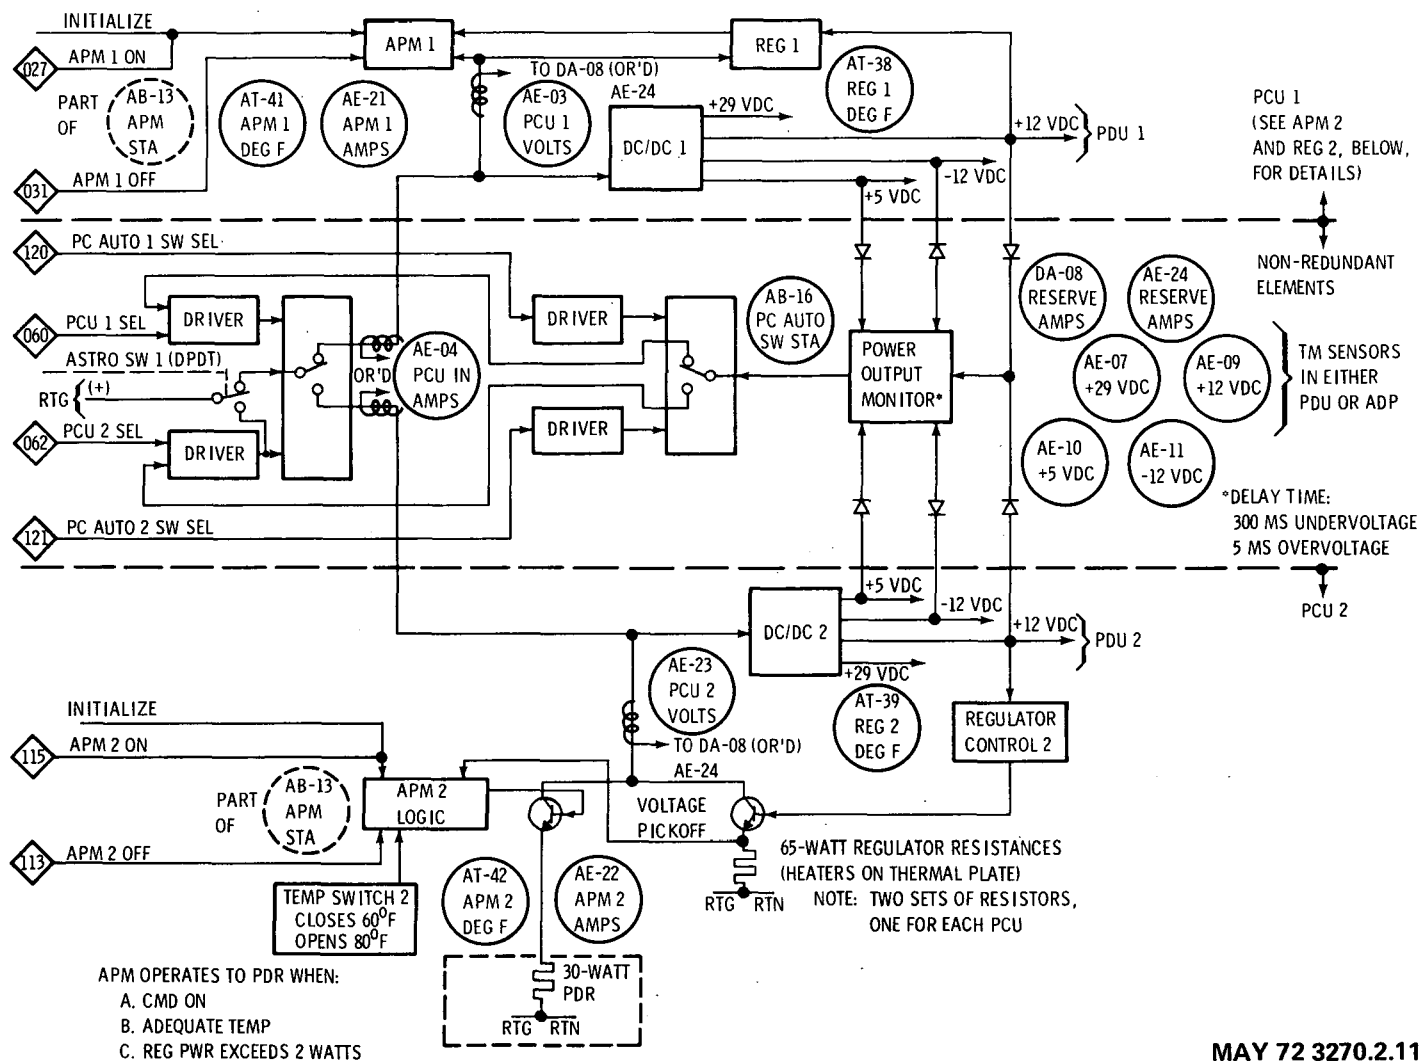 INITIALIZE
027
APM 1 ON
APM 1
REG 1
PART
OF
AB-13
APM
STA
AT-41
APM 1
DEG F
AE-21
APM 1
AMPS
TO DA-08 (OR'D)
AE-24
AE-03
PCU 1
VOLTS
AT-38
REG 1
DEG F
+29 VDC
DC/DC 1
+12 VDC
PDU 1
-12 VDC
+5 VDC
PCU 1
(SEE APM 2
AND REG 2, BELOW,
FOR DETAILS)
031
APM 1 OFF
120
PC AUTO 1 SW SEL
NON-REDUNDANT
ELEMENTS
060
PCU 1 SEL
DRIVER
DRIVER
AB-16
PC AUTO
SW STA
DA-08
RESERVE
AMPS
AE-24
RESERVE
AMPS
ASTRO SW 1 (DPDT)
RTG
(+)
OR'D
AE-04
PCU IN
AMPS
POWER
OUTPUT
MONITOR*
AE-07
+29 VDC
AE-09
+12 VDC
TM SENSORS
IN EITHER
PDU OR ADP
062
PCU 2 SEL
DRIVER
DRIVER
AE-10
+5 VDC
AE-11
-12 VDC
121
PC AUTO 2 SW SEL
*DELAY TIME:
300 MS UNDERVOLTAGE
5 MS OVERVOLTAGE
PCU 2
+5 VDC
-12 VDC
DC/DC 2
+12 VDC
PDU 2
+29 VDC
AE-23
PCU 2
VOLTS
AT-39
REG 2
DEG F
REGULATOR
CONTROL 2
INITIALIZE
115
APM 2 ON
TO DA-08 (OR'D)
AE-24
PART
OF
AB-13
APM
STA
APM 2
LOGIC
VOLTAGE
PICKOFF
113
APM 2 OFF
65-WATT REGULATOR RESISTANCES
(HEATERS ON THERMAL PLATE)
NOTE: TWO SETS OF RESISTORS,
ONE FOR EACH PCU
RTG RTN
TEMP SWITCH 2
CLOSES 60°F
OPENS 80°F
AT-42
APM 2
DEG F
AE-22
APM 2
AMPS
30-WATT
PDR
RTG RTN
APM OPERATES TO PDR WHEN:
A. CMD ON
B. ADEQUATE TEMP
C. REG PWR EXCEEDS 2 WATTS
MAY 72 3270.2.11